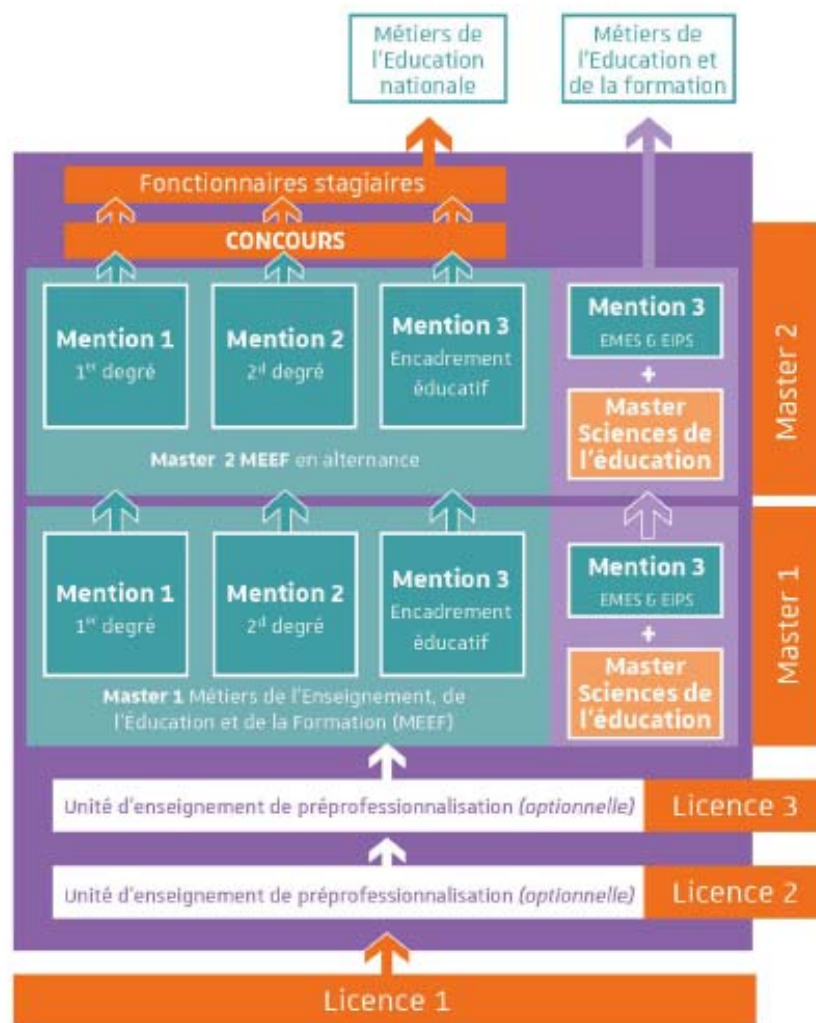 Métiers de
l'Education
nationale
Métiers de
l'Education et
de la formation
Fonctionnaires stagiaires
CONCOURS
Mention 1
1er degré
Mention 2
2d degré
Mention 3
Encadrement
éducatif
Master 2 MEEF en alternance
Mention 3
EMES & EIPS
+
Master
Sciences de
l'éducation
Master 2
Mention 1
1er degré
Mention 2
2d degré
Mention 3
Encadrement
éducatif
Master 1 Métiers de l'Enseignement, de
l'Éducation et de la Formation (MEEF)
Mention 3
EMES & EIPS
+
Master
Sciences de
l'éducation
Master 1
Unité d'enseignement de préprofessionnalisation (optionnelle)
Licence 3
Unité d'enseignement de préprofessionnalisation (optionnelle)
Licence 2
Licence 1